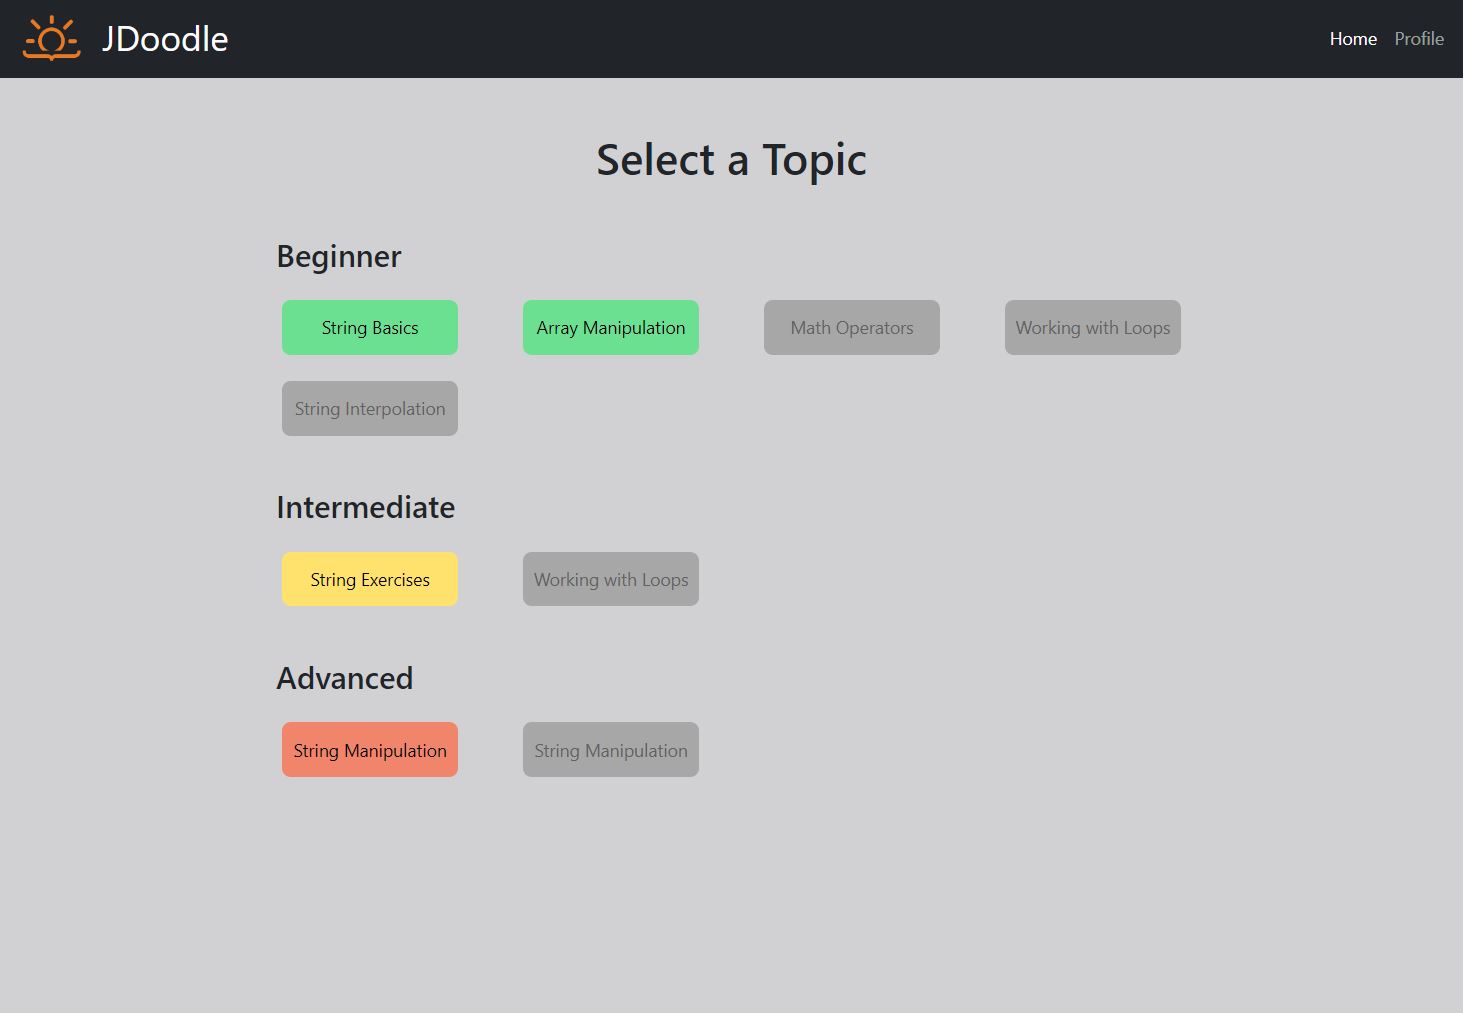 JDoodle
Home Profile
Select a Topic
Beginner
String Basics Array Manipulation Math Operators Working with Loops
String Interpolation
Intermediate
String Exercises Working with Loops
Advanced
String Manipulation String Manipulation